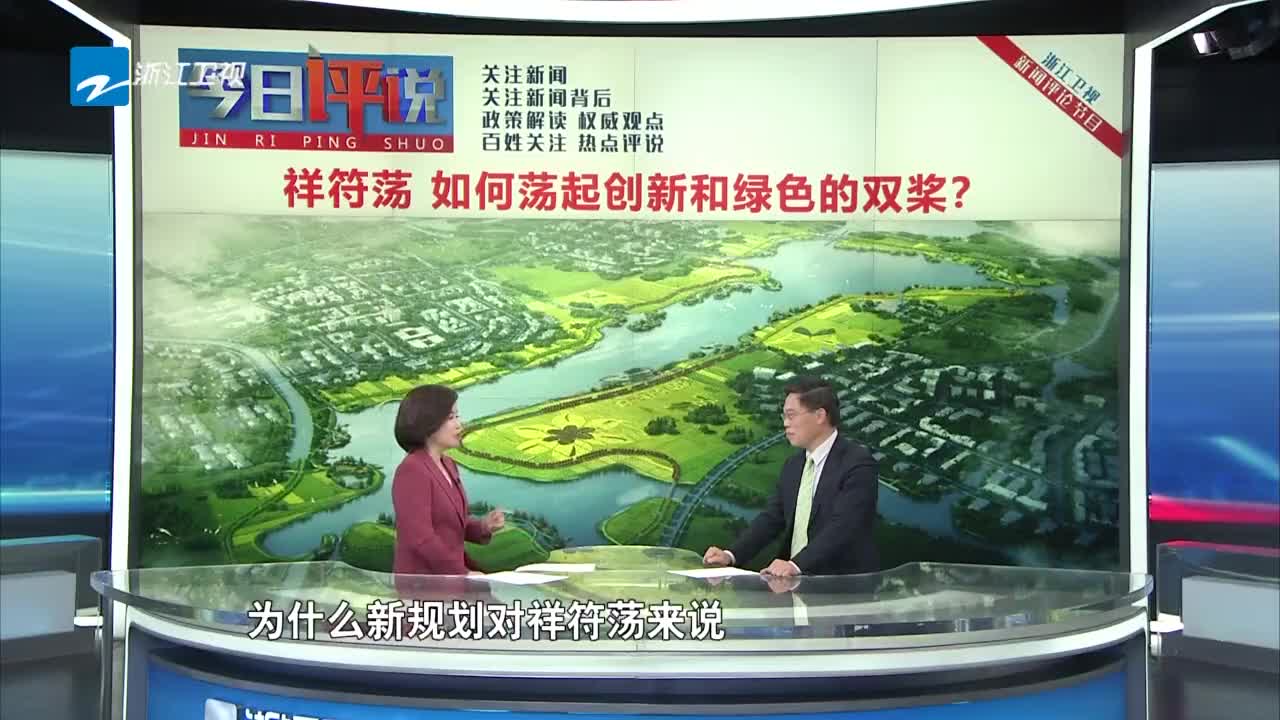 浙江卫视
今日评说
JIN RI PING SHUO
关注新闻
关注新闻背后
政策解读 权威观点
百姓关注 热点评说
浙江卫视
新闻评论节目
祥符荡 如何荡起创新和绿色的双桨？
为什么新规划对祥符荡来说